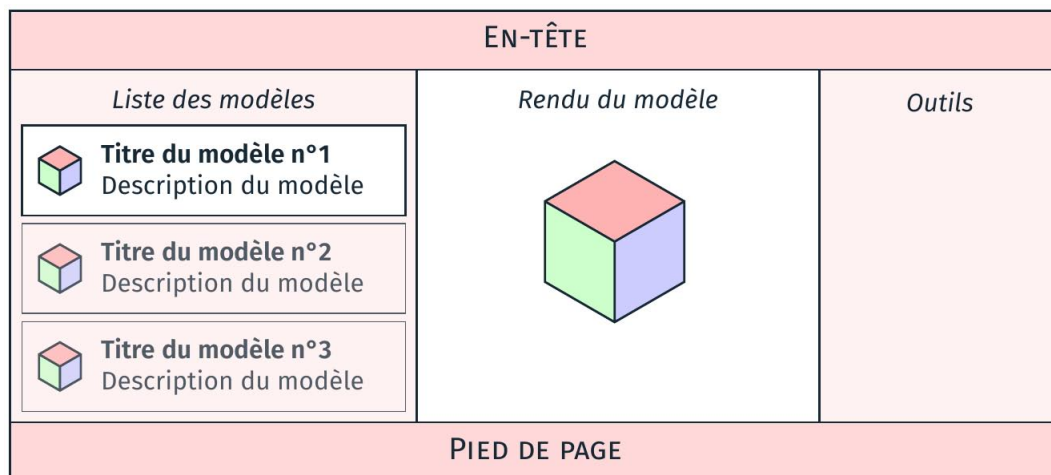 EN-TÊTE
Liste des modèles
Titre du modèle n°1
Description du modèle
Titre du modèle n°2
Description du modèle
Titre du modèle n°3
Description du modèle
Rendu du modèle
Outils
PIED DE PAGE